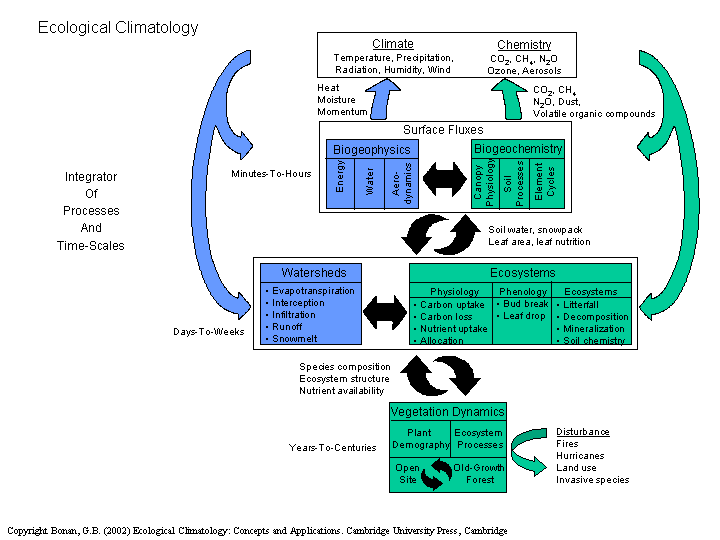 Ecological Climatology
Climate
Temperature, Precipitation,
Radiation, Humidity, Wind
Chemistry
CO2, CH4, N2O
Ozone, Aerosols
Heat
Moisture
Momentum
CO2, CH4
N2O, Dust,
Volatile organic compounds
Surface Fluxes
Biogeophysics
Energy
Water
Aero-
dynamics
Biogeochemistry
Canopy
Physiology
Soil
Processes
Element
Cycles
Minutes-To-Hours
Integrator
Of
Processes
And
Time-Scales
Soil water, snowpack
Leaf area, leaf nutrition
Watersheds
• Evapotranspiration
• Interception
• Infiltration
• Runoff
• Snowmelt
Ecosystems
Physiology
• Carbon uptake
• Carbon loss
• Nutrient uptake
• Allocation
Phenology
• Bud break
• Leaf drop
Ecosystems
• Litterfall
• Decomposition
• Mineralization
• Soil chemistry
Days-To-Weeks
Species composition
Ecosystem structure
Nutrient availability
Vegetation Dynamics
Plant
Demography
Ecosystem
Processes
Open
Site
Old-Growth
Forest
Years-To-Centuries
Disturbance
Fires
Hurricanes
Land use
Invasive species
Copyright Bonan, G.B. (2002) Ecological Climatology: Concepts and Applications. Cambridge University Press, Cambridge